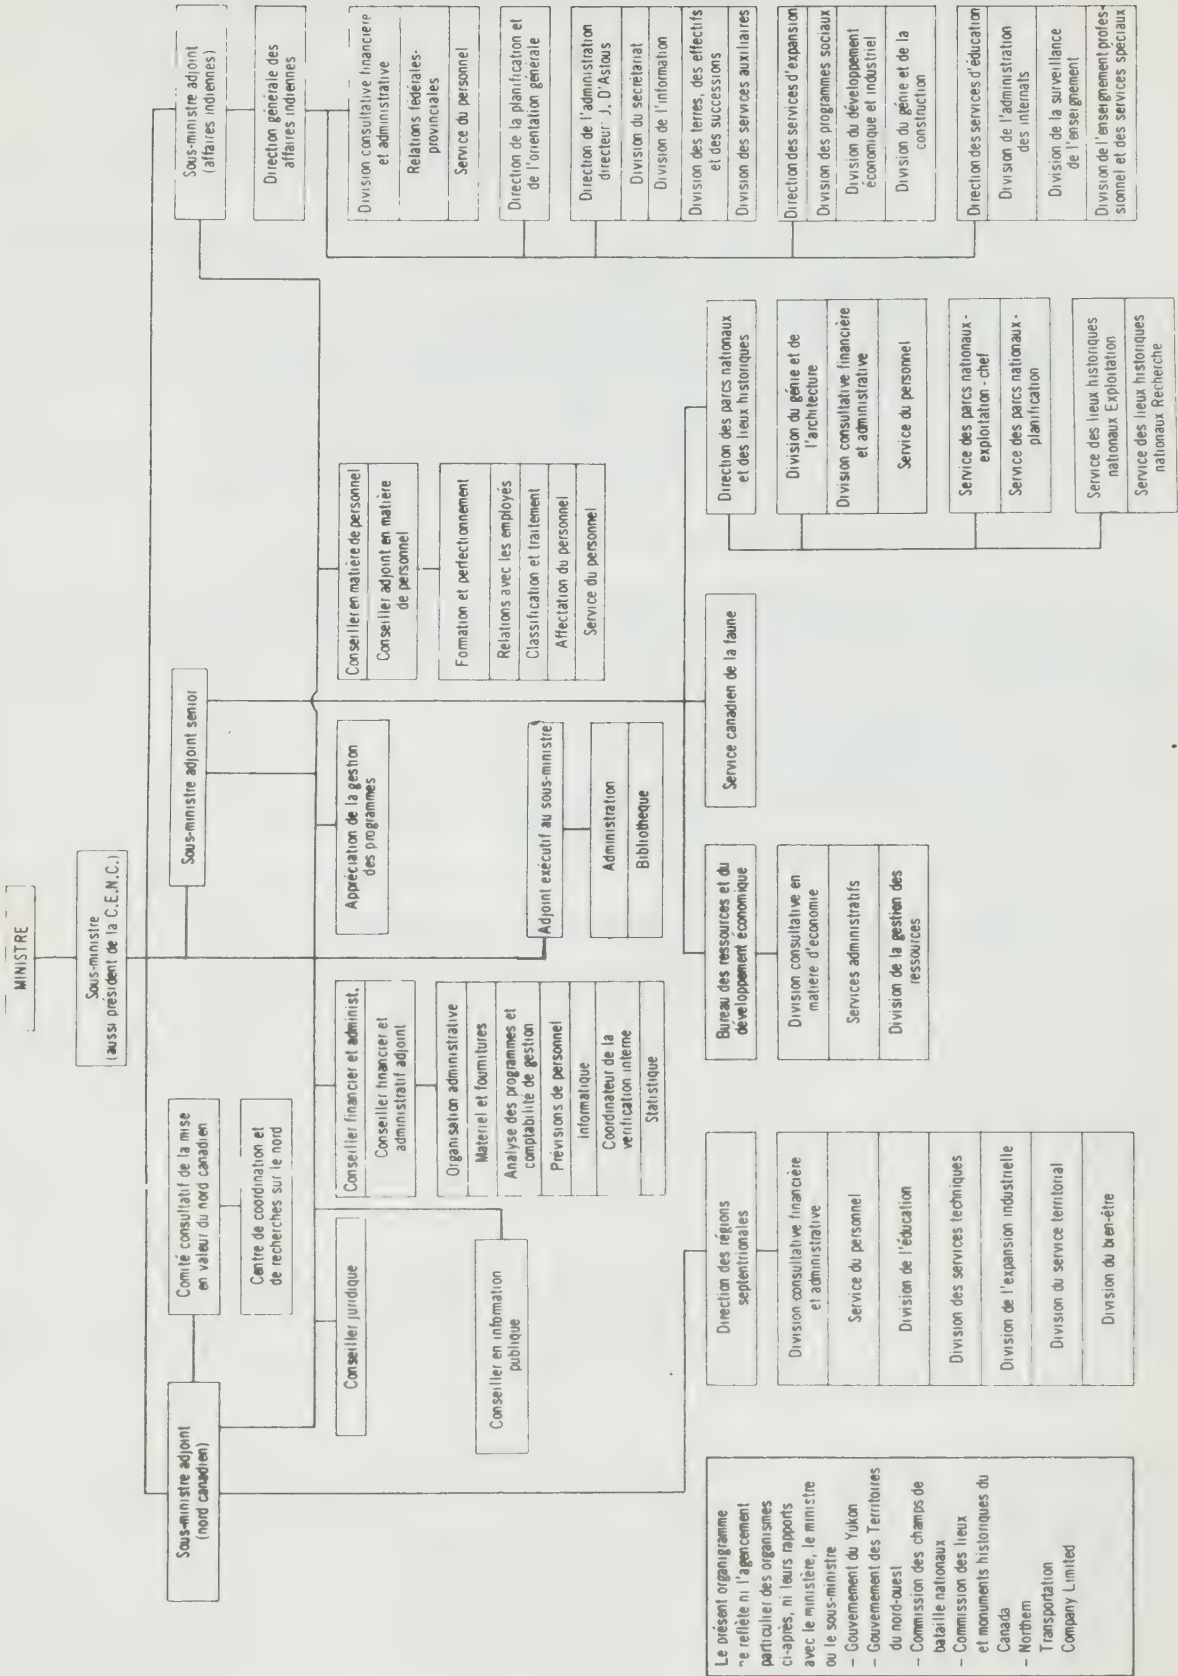 MINISTRE
Sous-ministre
(aussi président de la C.E.N.C.)
Sous-ministre adjoint
(nord canadien)
Comité consultatif de la mise
en valeur du nord canadien
Centre de coordination et
de recherches sur le nord
Sous-ministre adjoint senior
Sous-ministre adjoint
(affaires indiennes)
Direction générale des
affaires indiennes
Conseiller juridique
Conseiller en information
publique
Conseiller financier et administ.
Conseiller financier et
administratif adjoint
Organisation administrative
Materiel et fournitures
Analyse des programmes et
comptabilité de gestion
Prévisions de personnel
Informatique
Coordinateur de la
verification interne
Statistique
Appréciation de la gestion
des programmes
Adjoint exécutif au sous-ministre
Administration
Bibliotheque
Conseiller en matière de personnel
Conseiller adjoint en matière
de personnel
Formation et perfectionnement
Relations avec les employés
Classification et traitement
Affectation du personnel
Service du personnel
Division consultative financière
et administrative
Relations fédérales-
provinciales
Service du personnel
Direction de la planification et
de l'orientation générale
Direction de l'administration
directeur J. D'Astous
Division du secrétariat
Division de l'information
Division des terres, des effectifs
et des successions
Division des services auxiliaires
Direction des services d'expansion
Division des programmes sociaux
Division du développement
économique et industriel
Division du génie et de la
construction
Direction des services d'éducation
Division de l'administration
des internats
Division de la surveillance
de l'enseignement
Division de l'enseignement profes-
sionnel et des services spéciaux
Direction des régions
septentrionales
Division consultative financière
et administrative
Service du personnel
Division de l'éducation
Division des services techniques
Division de l'expansion industrielle
Division du service territorial
Division du bien-être
Bureau des ressources et du
développement économique
Division consultative en
matière d'economie
Services administratifs
Division de la gestion des
ressources
Service canadien de la faune
Direction des parcs nationaux
et des lieux historiques
Division du génie et de
l'architecture
Division consultative financière
et administrative
Service du personnel
Service des parcs nationaux-
exploitation - chef
Service des parcs nationaux-
planification
Service des lieux historiques
nationaux Exploitation
Service des lieux historiques
nationaux Recherche
Le présent organigramme
ne reflète ni l'agencement
particulier des organismes
ci-après, ni leurs rapports
avec le ministère, le ministre
ou le sous-ministre
– Gouvernement du Yukon
– Gouvernement des Territoires
du nord-ouest
– Commission des champs de
bataille nationaux
– Commission des lieux
et monuments historiques du
Canada
– Northern
Transportation
Company Limited